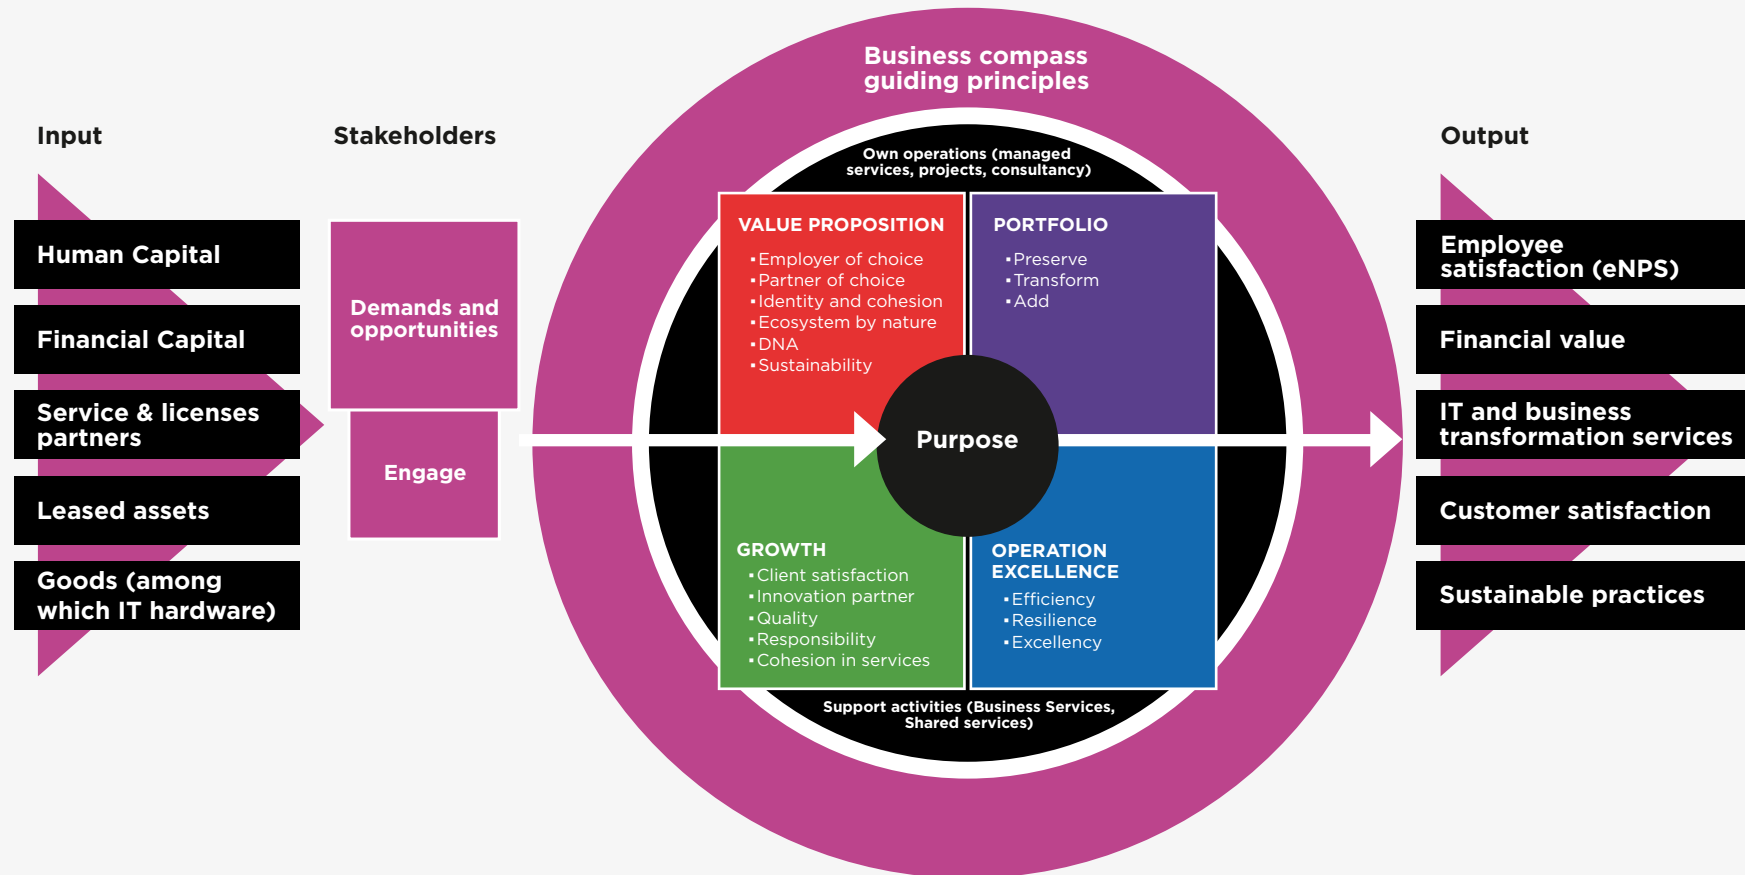 Business compass
guiding principles
Input
Stakeholders
Output
Human Capital
Financial Capital
Service & licenses
partners
Leased assets
Goods (among
which IT hardware)
Demands and
opportunities
Engage
Own operations (managed
services, projects, consultancy)
VALUE PROPOSITION
▪Employer of choice
▪Partner of choice
▪Identity and cohesion
▪Ecosystem by nature
▪DNA
▪Sustainability
PORTFOLIO
▪Preserve
▪Transform
▪Add
Purpose
GROWTH
▪Client satisfaction
▪Innovation partner
▪Quality
▪Responsibility
▪Cohesion in services
OPERATION
EXCELLENCE
▪Efficiency
▪Resilience
▪Excellency
Support activities (Business Services,
Shared services)
Employee
satisfaction (eNPS)
Financial value
IT and business
transformation services
Customer satisfaction
Sustainable practices